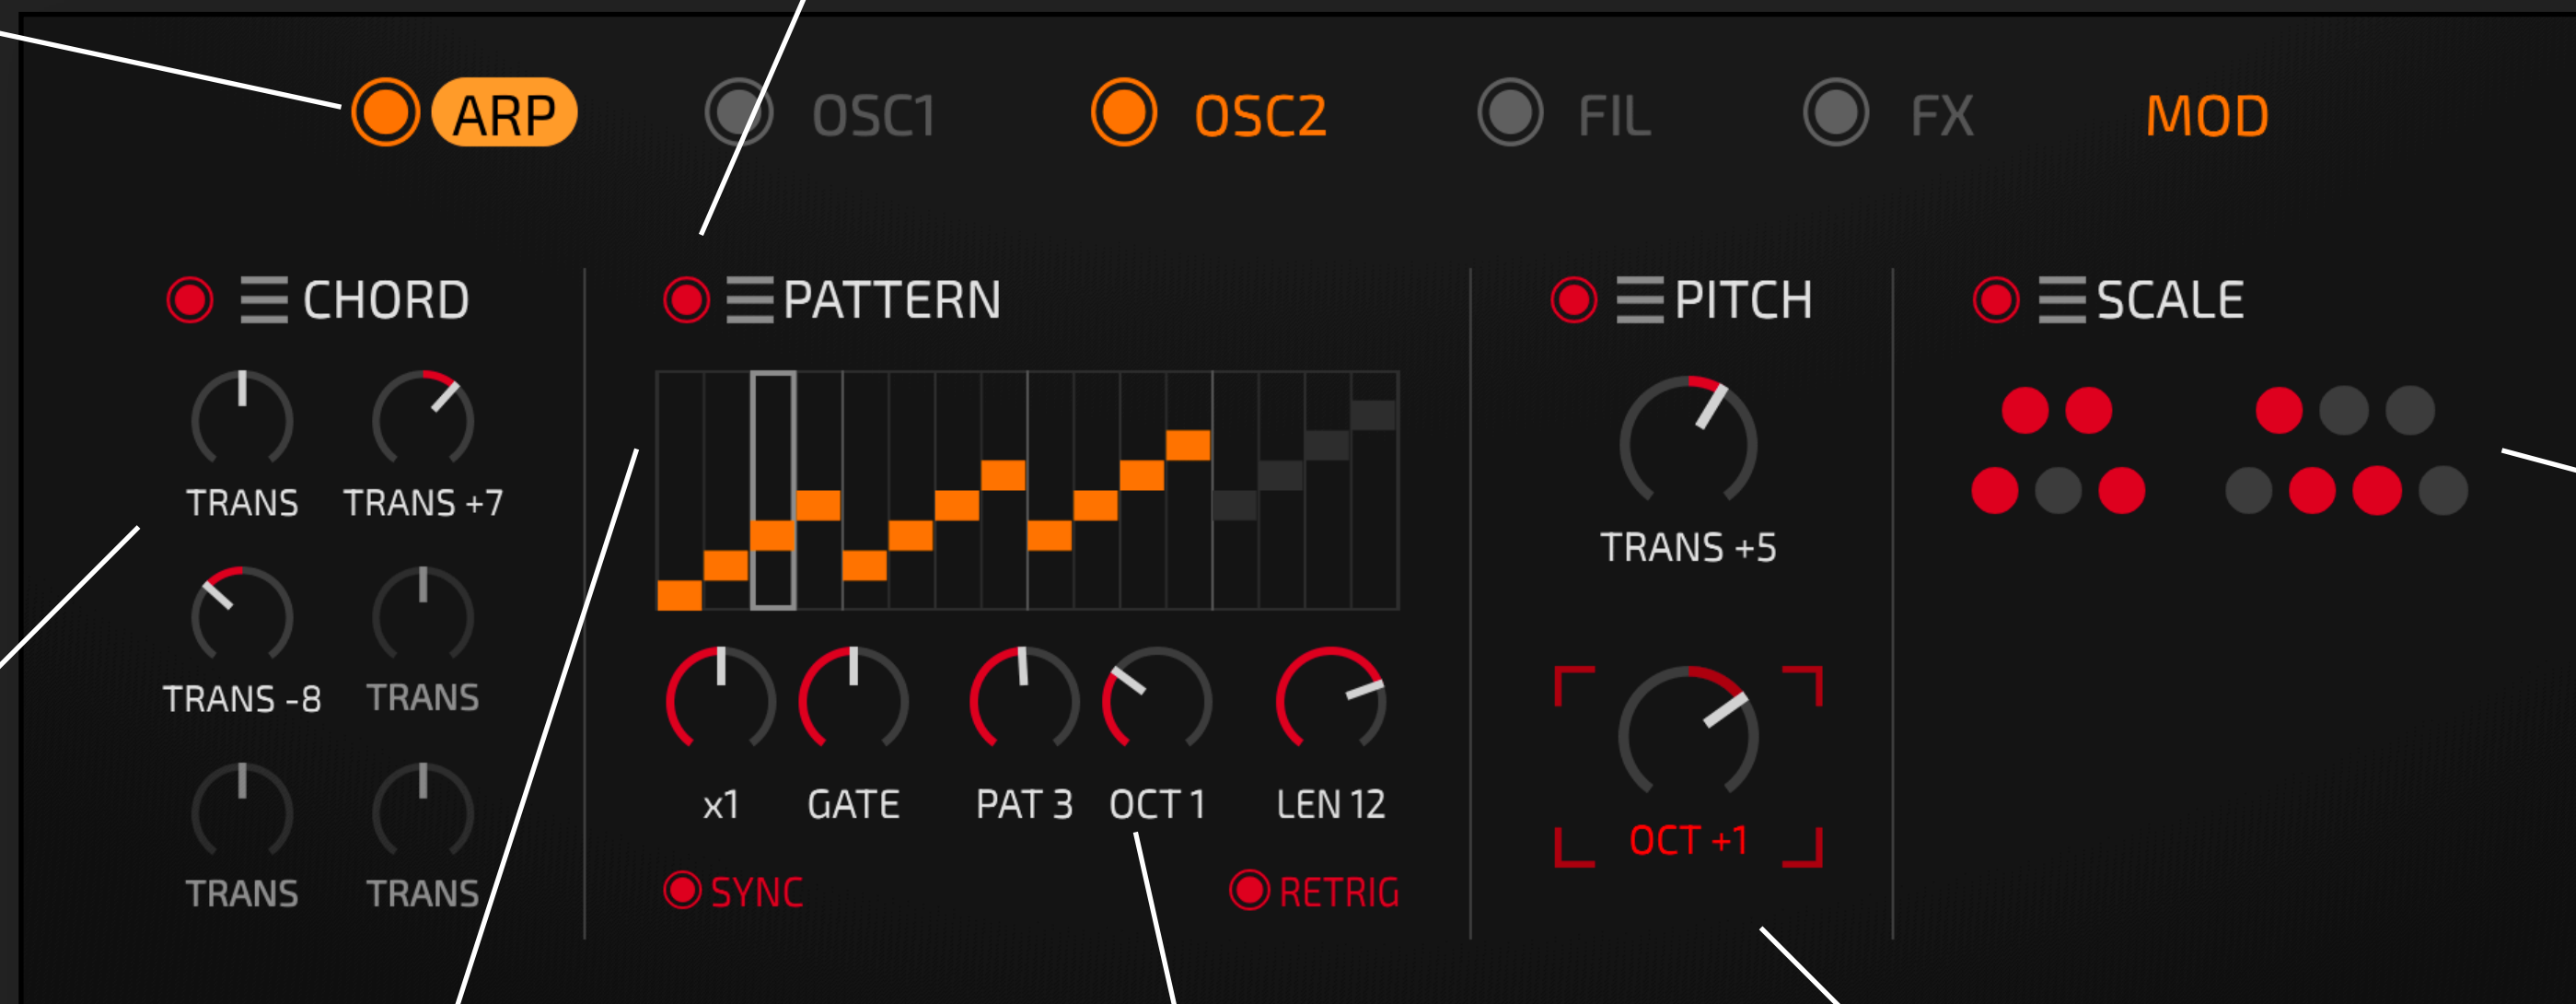 ARP OSC1 OSC2 FIL FX MOD
CHORD PATTERN PITCH SCALE
TRANS TRANS +7
TRANS +5
TRANS -8 TRANS
x1 GATE PAT 3 OCT 1 LEN 12
OCT +1
TRANS TRANS
SYNC RETRIG